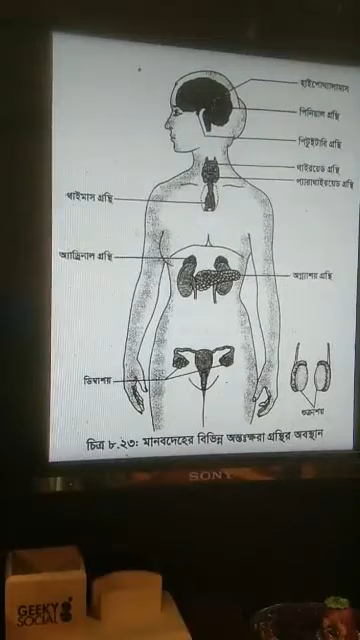 হাইপোথ্যালামাস
পিনিয়াল গ্রন্থি
পিটুইটারি গ্রন্থি
থাইরয়েড গ্রন্থি
প্যারাথাইরয়েড গ্রন্থি
থাইমাস গ্রন্থি
অ্যাড্রিনাল গ্রন্থি
অগ্ন্যাশয় গ্রন্থি
ডিম্বাশয়
শুক্রাশয়
চিত্র ৮.২৩: মানবদেহের বিভিন্ন অন্তঃক্ষরা গ্রন্থির অবস্থান
SONY
GEEKY
SOCIAL